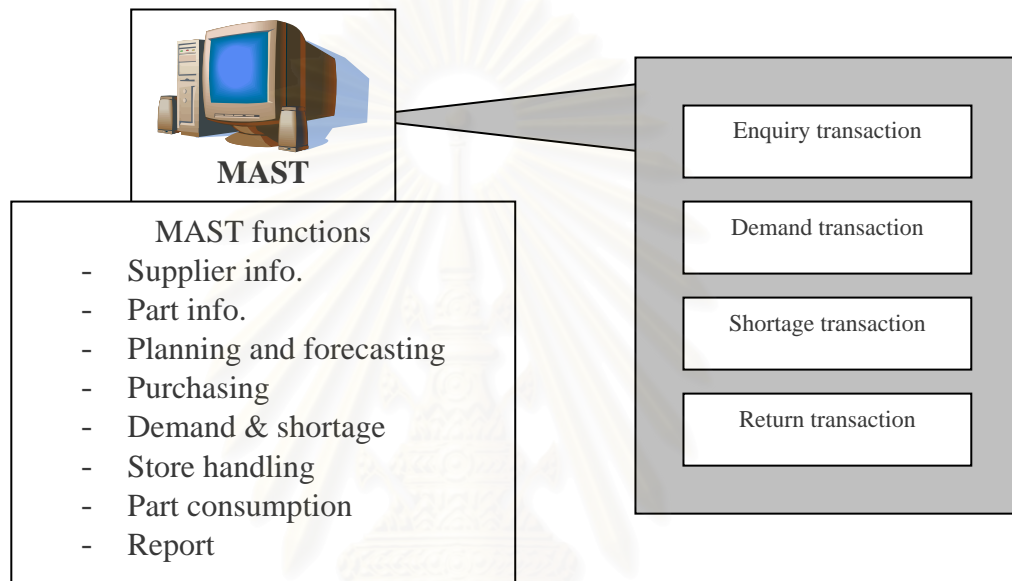 MAST
MAST functions
- Supplier info.
- Part info.
- Planning and forecasting
- Purchasing
- Demand & shortage
- Store handling
- Part consumption
- Report
Enquiry transaction
Demand transaction
Shortage transaction
Return transaction